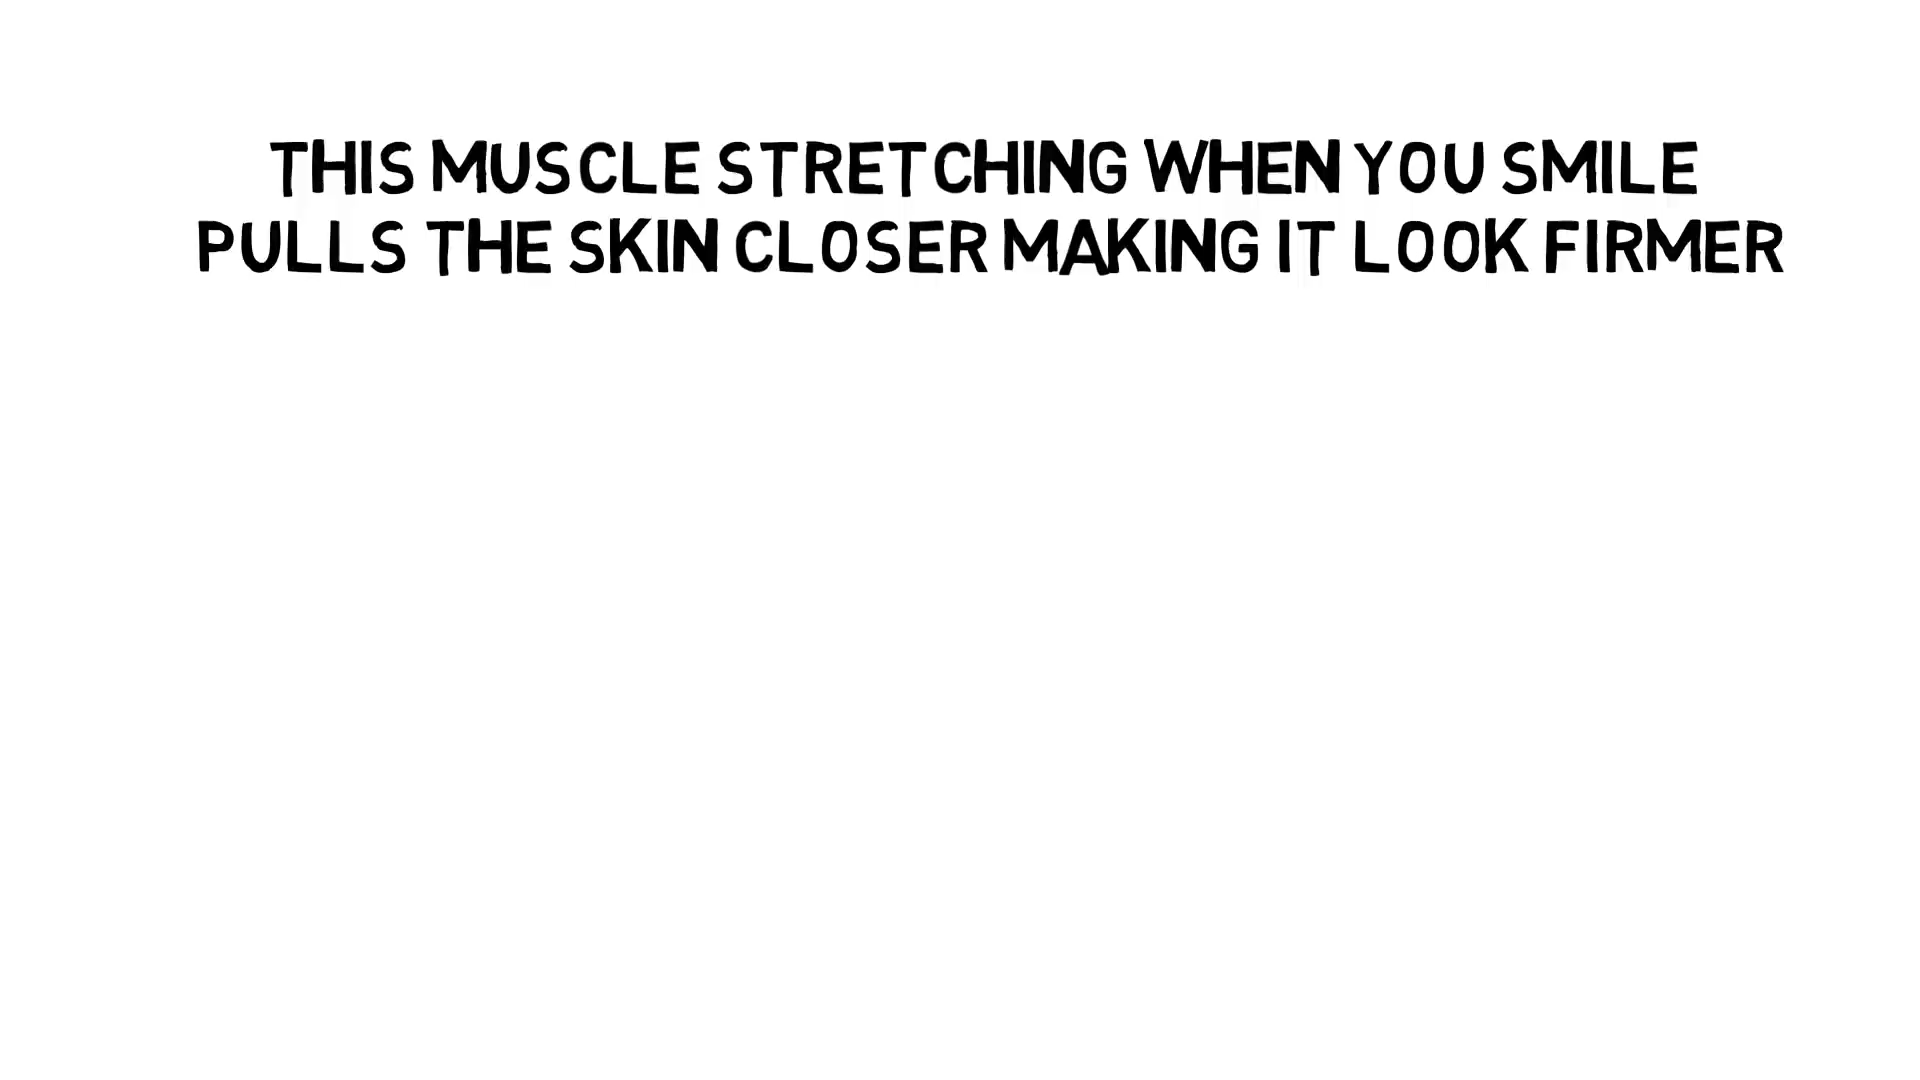 THIS MUSCLE STRETCHING WHEN YOU SMILE
PULLS THE SKIN CLOSER MAKING IT LOOK FIRMER